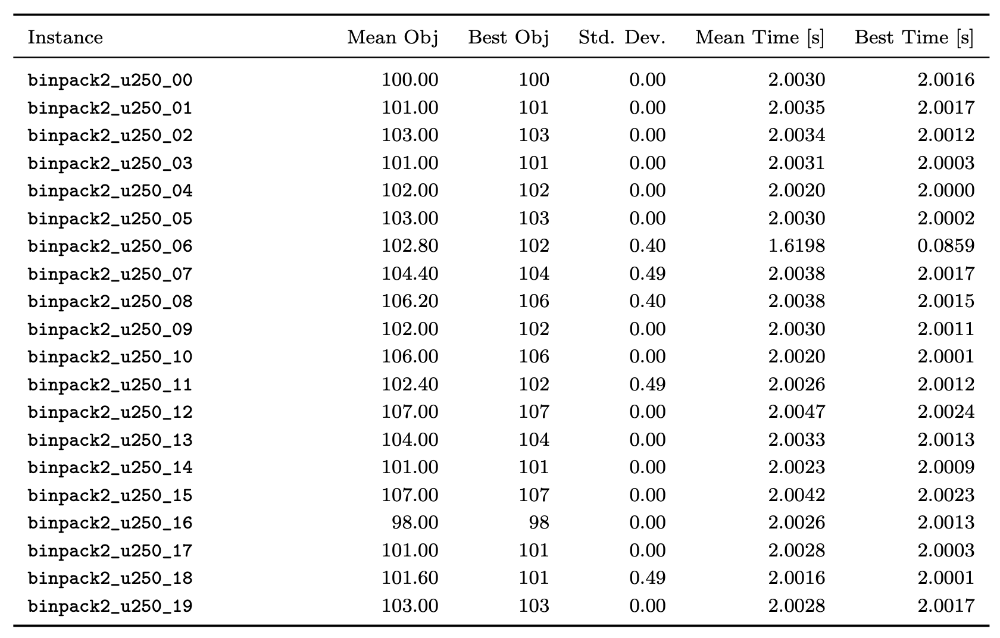 Instance Mean Obj Best Obj Std. Dev. Mean Time [s] Best Time [s]
binpack2_u250_00 100.00 100 0.00 2.0030 2.0016
binpack2_u250_01 101.00 101 0.00 2.0035 2.0017
binpack2_u250_02 103.00 103 0.00 2.0034 2.0012
binpack2_u250_03 101.00 101 0.00 2.0031 2.0003
binpack2_u250_04 102.00 102 0.00 2.0020 2.0000
binpack2_u250_05 103.00 103 0.00 2.0030 2.0002
binpack2_u250_06 102.80 102 0.40 1.6198 0.0859
binpack2_u250_07 104.40 104 0.49 2.0038 2.0017
binpack2_u250_08 106.20 106 0.40 2.0038 2.0015
binpack2_u250_09 102.00 102 0.00 2.0030 2.0011
binpack2_u250_10 106.00 106 0.00 2.0020 2.0001
binpack2_u250_11 102.40 102 0.49 2.0026 2.0012
binpack2_u250_12 107.00 107 0.00 2.0047 2.0024
binpack2_u250_13 104.00 104 0.00 2.0033 2.0013
binpack2_u250_14 101.00 101 0.00 2.0023 2.0009
binpack2_u250_15 107.00 107 0.00 2.0042 2.0023
binpack2_u250_16 98.00 98 0.00 2.0026 2.0013
binpack2_u250_17 101.00 101 0.00 2.0028 2.0003
binpack2_u250_18 101.60 101 0.49 2.0016 2.0001
binpack2_u250_19 103.00 103 0.00 2.0028 2.0017